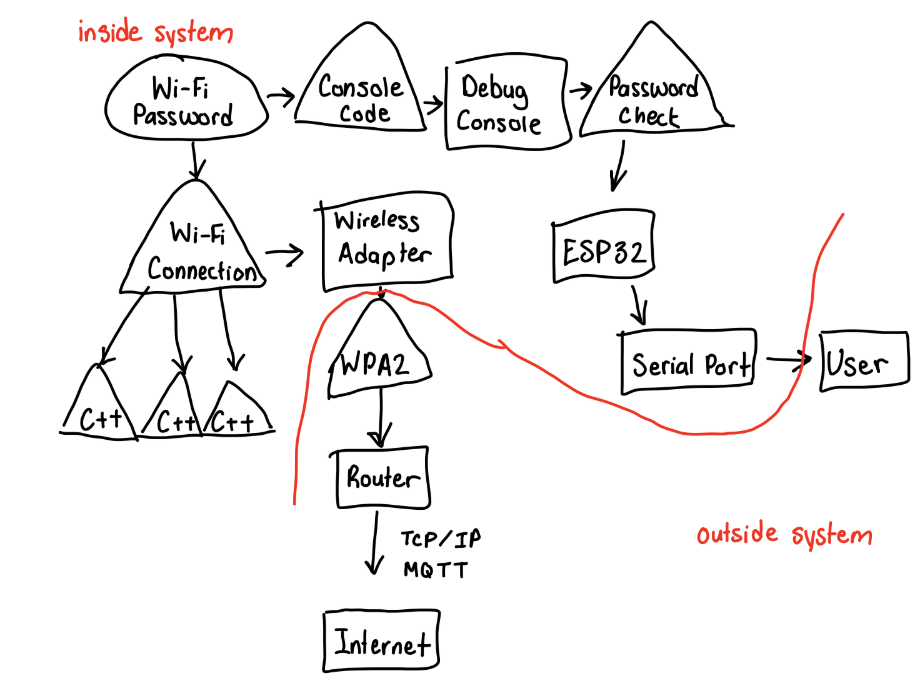 inside system
Wi-Fi
Password
Console
Code
Debug
Console
Password
Check
Wi-Fi
Connection
Wireless
Adapter
ESP32
WPA2
Serial Port
User
C++
C++
C++
Router
TCP/IP
MQTT
outside system
Internet